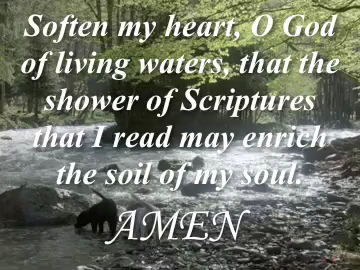 Soften my heart, O God
of living waters, that the
shower of Scriptures
that I read may enrich
the soil of my soul.
AMEN